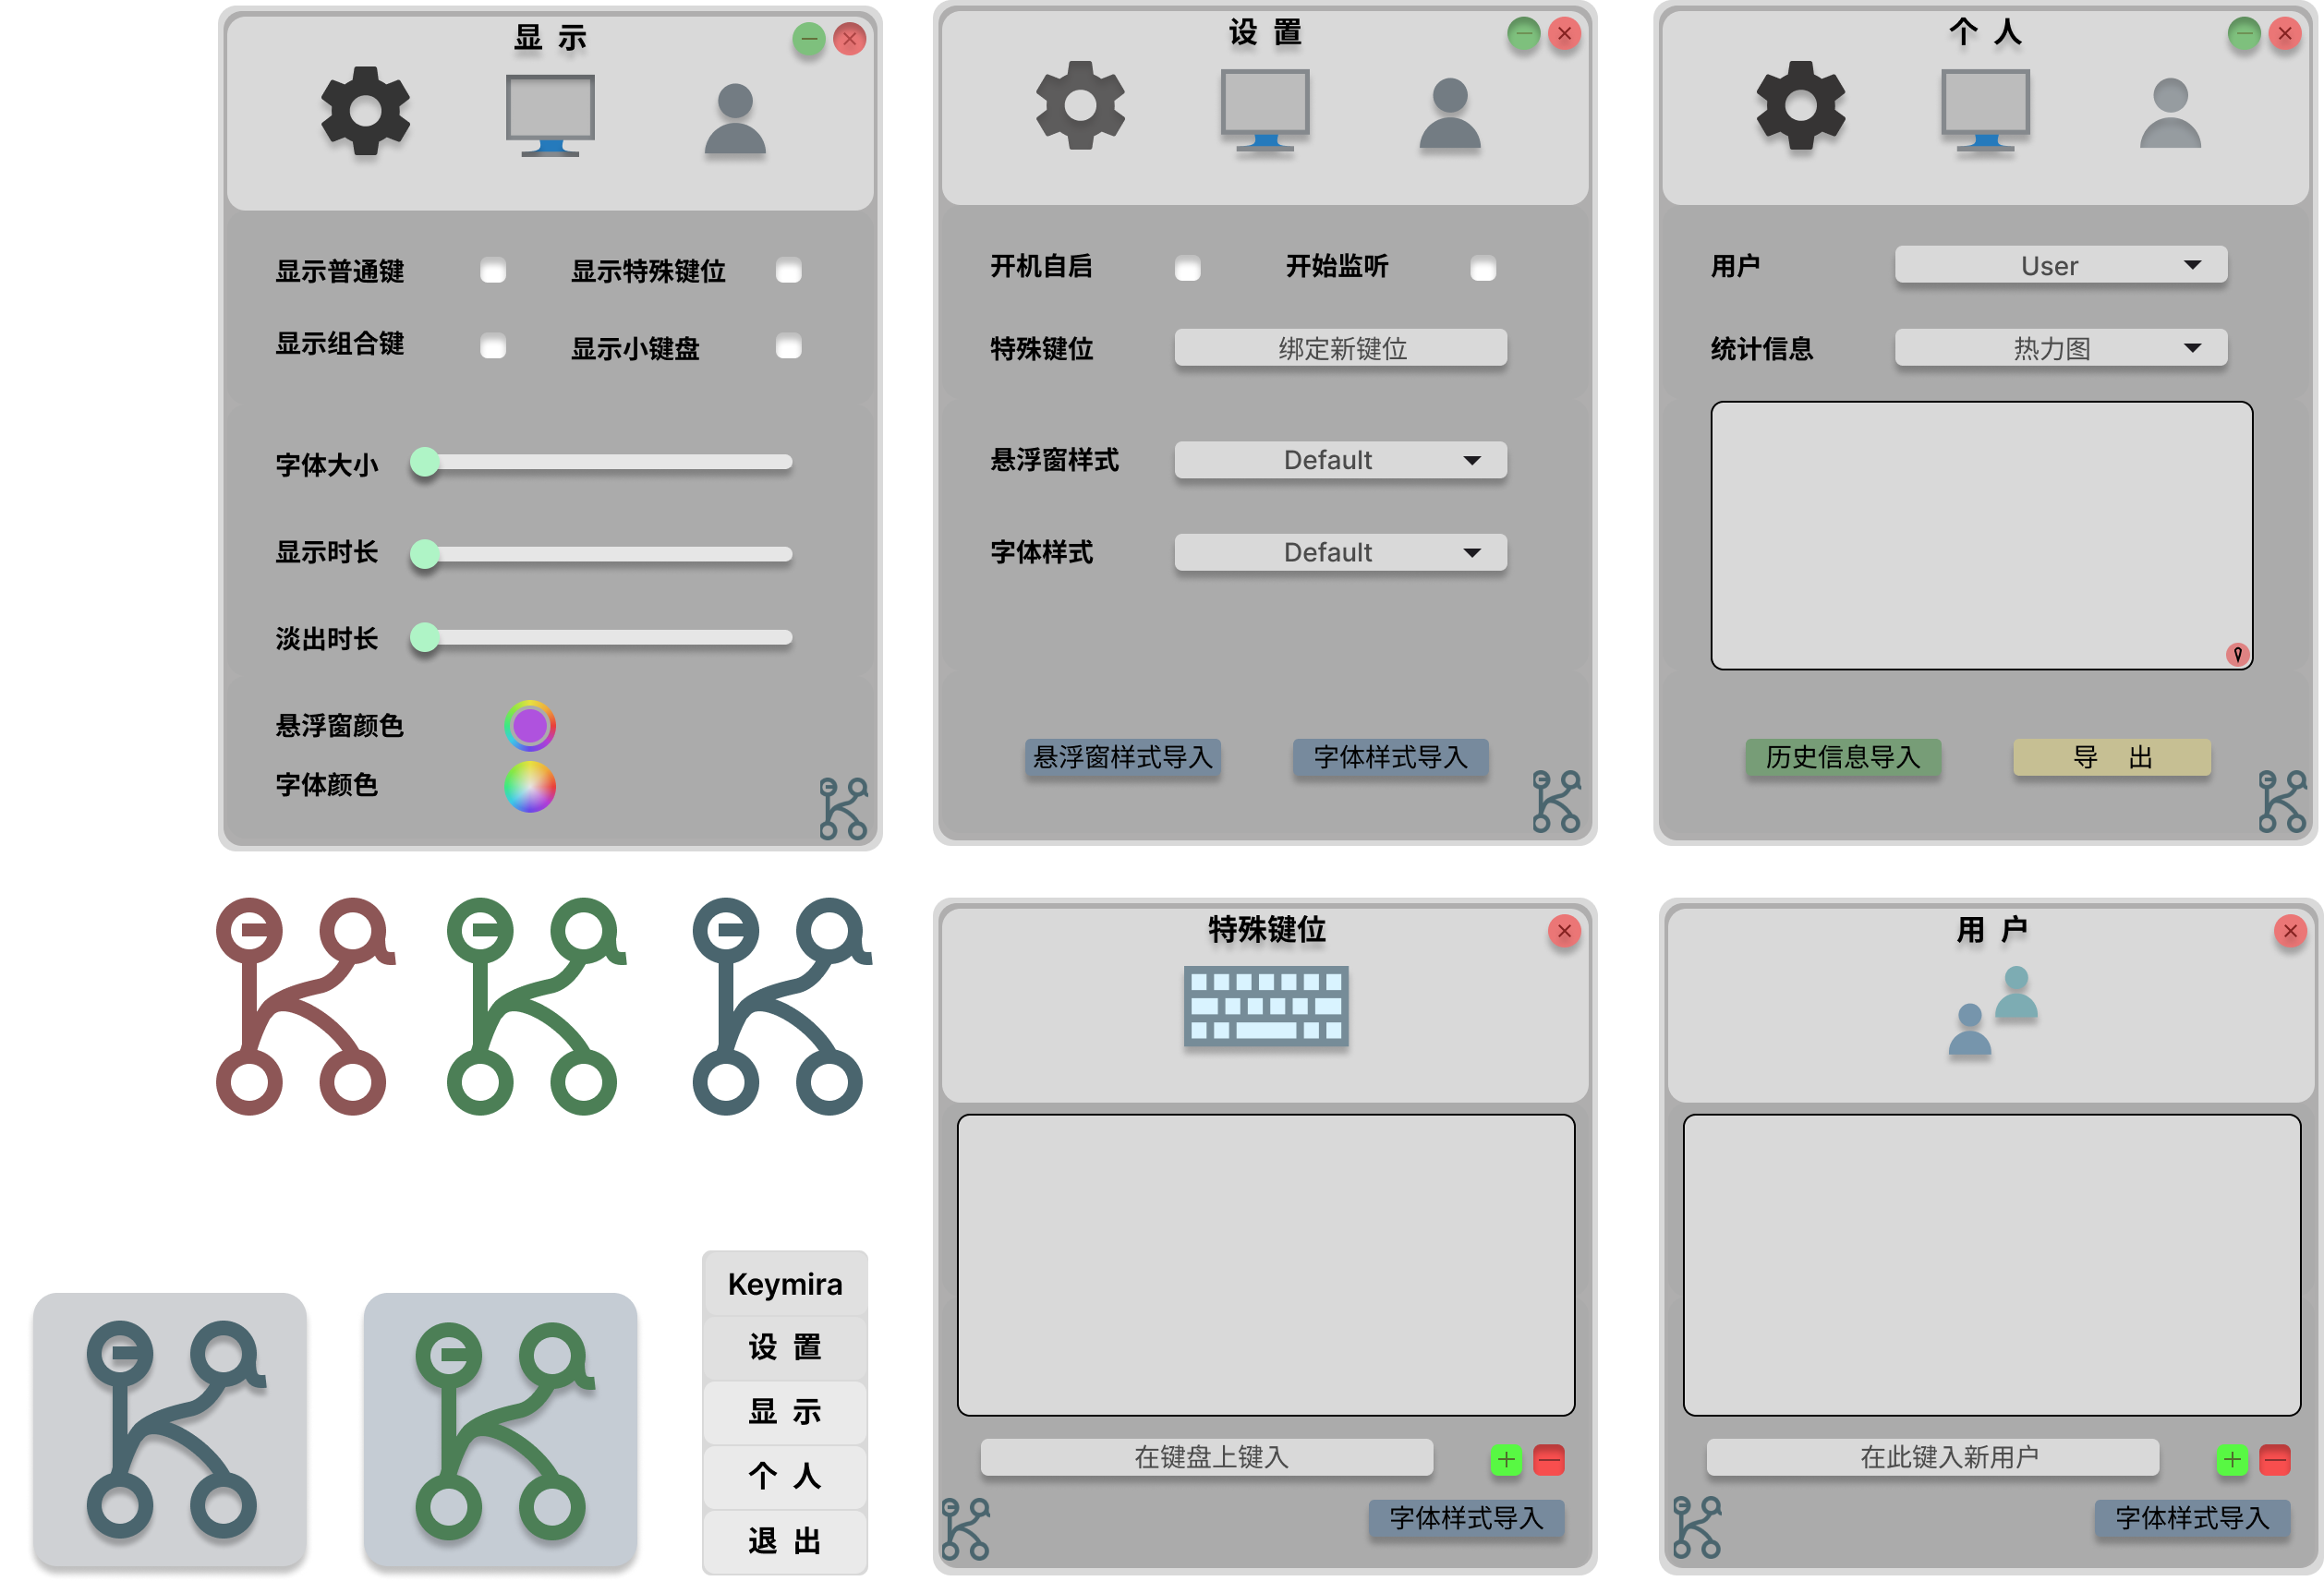 显 示
显示普通键
显示特殊键位
显示组合键
显示小键盘
字体大小
显示时长
淡出时长
悬浮窗颜色
字体颜色
设 置
开机自启
开始监听
特殊键位
绑定新键位
悬浮窗样式
Default
字体样式
Default
悬浮窗样式导入
字体样式导入
个 人
用户
User
统计信息
热力图
历史信息导入
导 出
Keymira
设 置
显 示
个 人
退 出
特殊键位
在键盘上键入
字体样式导入
用 户
在此键入新用户
字体样式导入